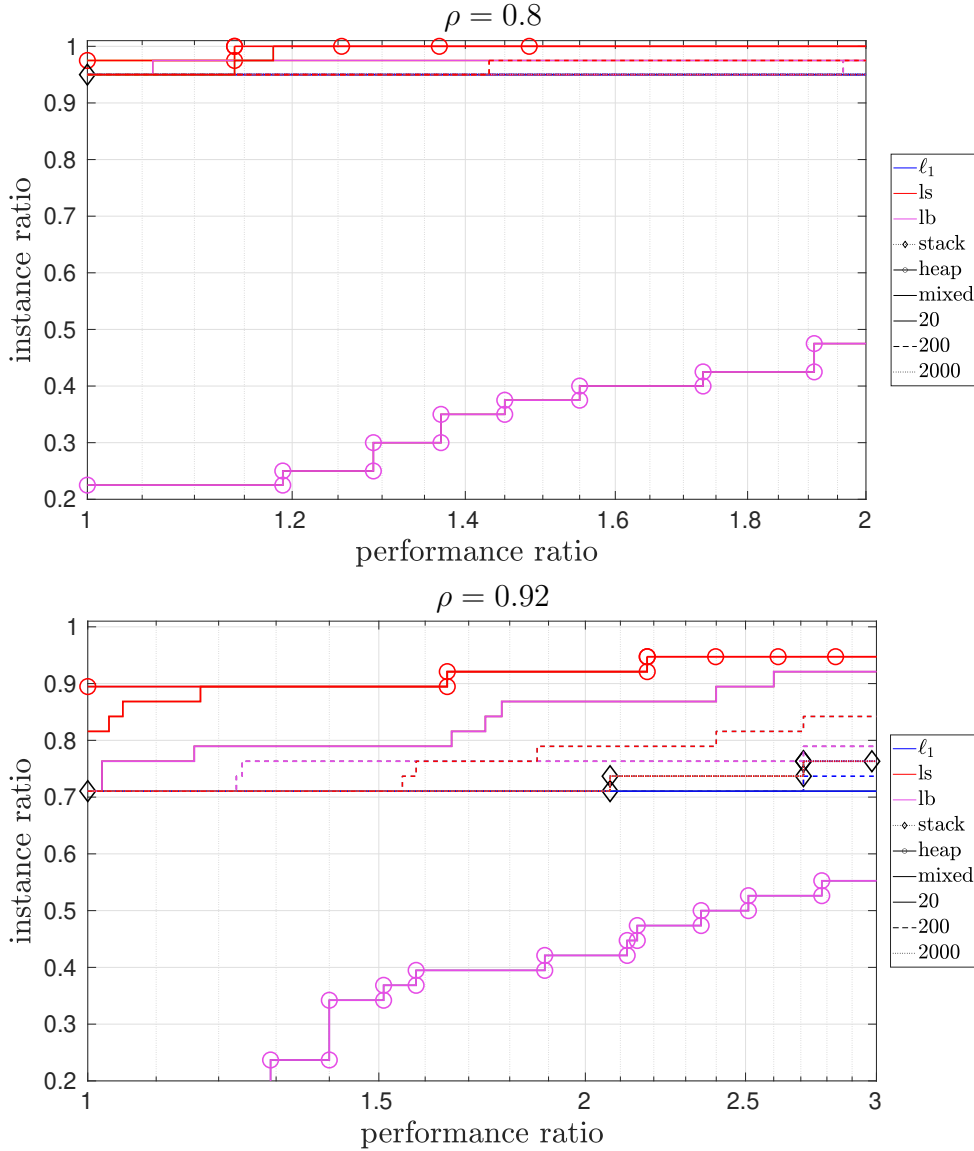 ρ = 0.8
1
0.9
0.8
0.7
0.6
0.5
0.4
0.3
0.2
instance ratio
1
1.2
1.4
1.6
1.8
2
performance ratio
ℓ₁
ls
lb
stack
heap
mixed
20
200
2000
ρ = 0.92
1
0.9
0.8
0.7
0.6
0.5
0.4
0.3
0.2
instance ratio
1
1.5
2
2.5
3
performance ratio
ℓ₁
ls
lb
stack
heap
mixed
20
200
2000